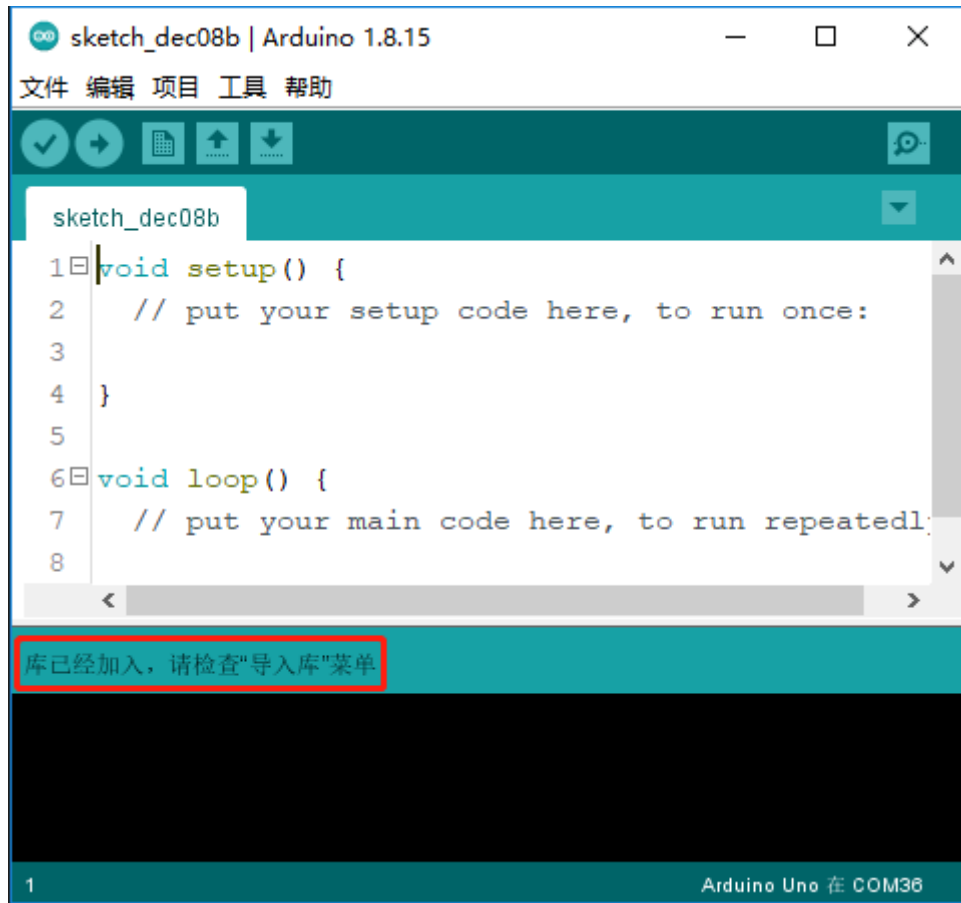 sketch_dec08b | Arduino 1.8.15
文件 编辑 项目 工具 帮助
sketch_dec08b
1 void setup() {
2 // put your setup code here, to run once:
3
4 }
5
6 void loop() {
7 // put your main code here, to run repeatedly
8
库已经加入，请检查“导入库”菜单
1 Arduino Uno 在 COM36